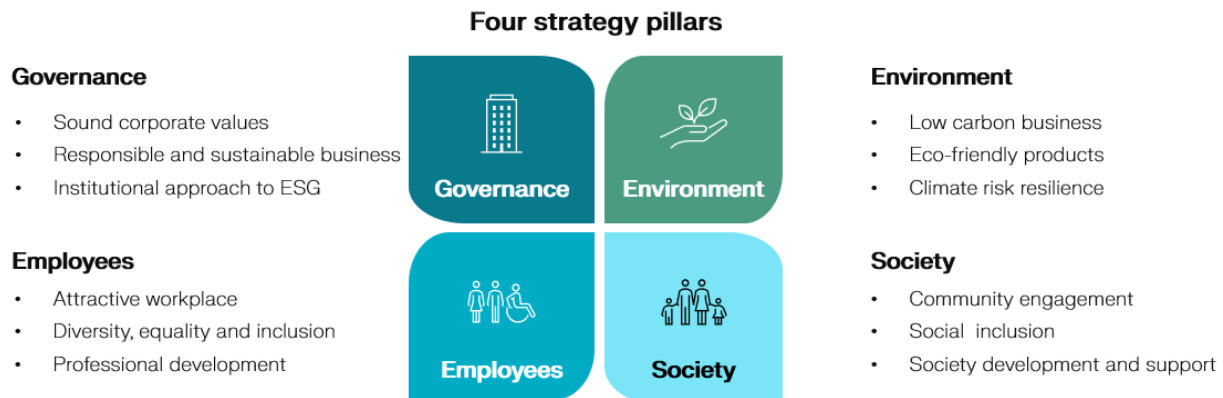 Four strategy pillars
Governance
• Sound corporate values
• Responsible and sustainable business
• Institutional approach to ESG
Employees
• Attractive workplace
• Diversity, equality and inclusion
• Professional development
Governance
Environment
Employees
Society
Environment
• Low carbon business
• Eco-friendly products
• Climate risk resilience
Society
• Community engagement
• Social inclusion
• Society development and support